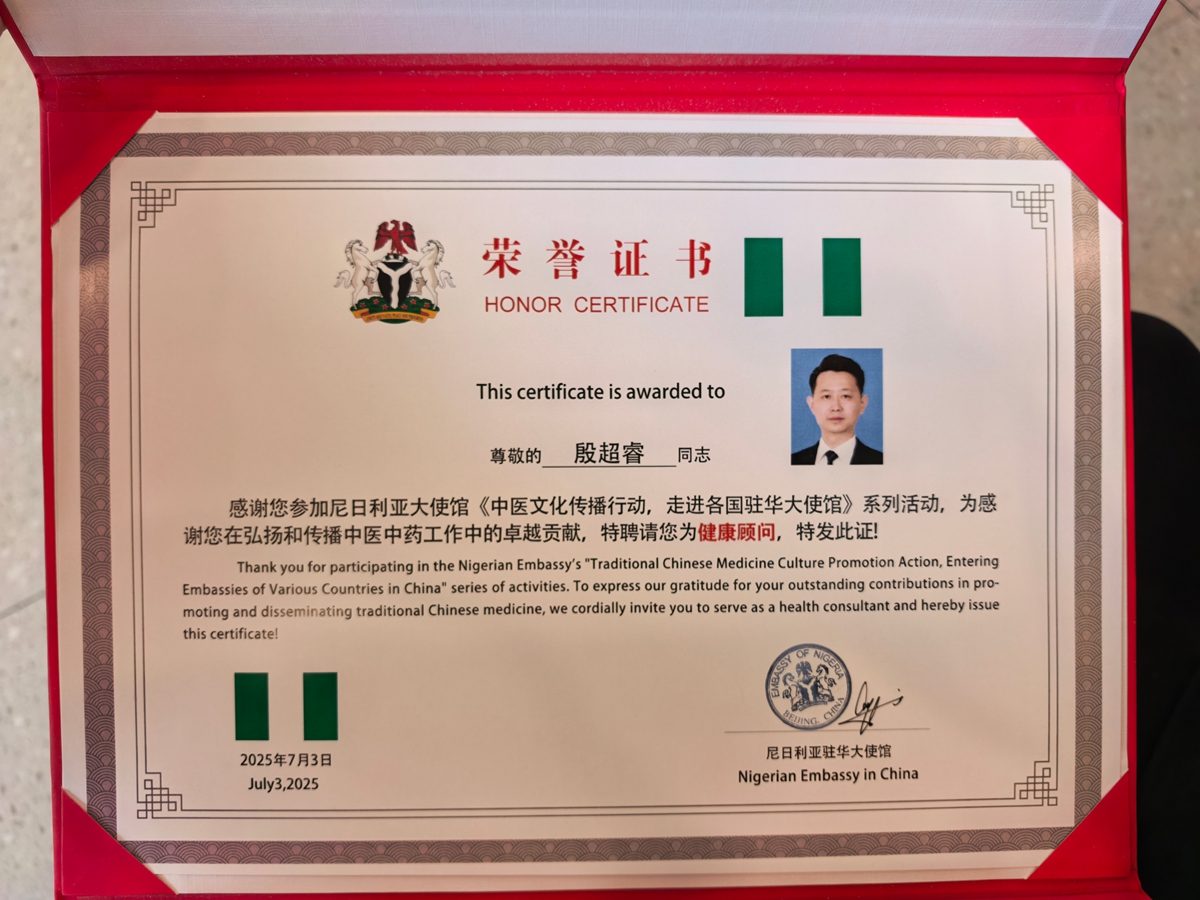 荣誉证书
HONOR CERTIFICATE
This certificate is awarded to
尊敬的 殷超睿 同志
感谢您参加尼日利亚大使馆《中医文化传播行动，走进各国驻华大使馆》系列活动，为感
谢您在弘扬和传播中医中药工作中的卓越贡献，特聘请您为健康顾问，特发此证!
Thank you for participating in the Nigerian Embassy's "Traditional Chinese Medicine Culture Promotion Action, Entering
Embassies of Various Countries in China" series of activities. To express our gratitude for your outstanding contributions in pro-
moting and disseminating traditional Chinese medicine, we cordially invite you to serve as a health consultant and hereby issue
this certificate!
EMBASSY OF NIGERIA
BEIJING, CHINA
2025年7月3日
July3,2025
尼日利亚驻华大使馆
Nigerian Embassy in China